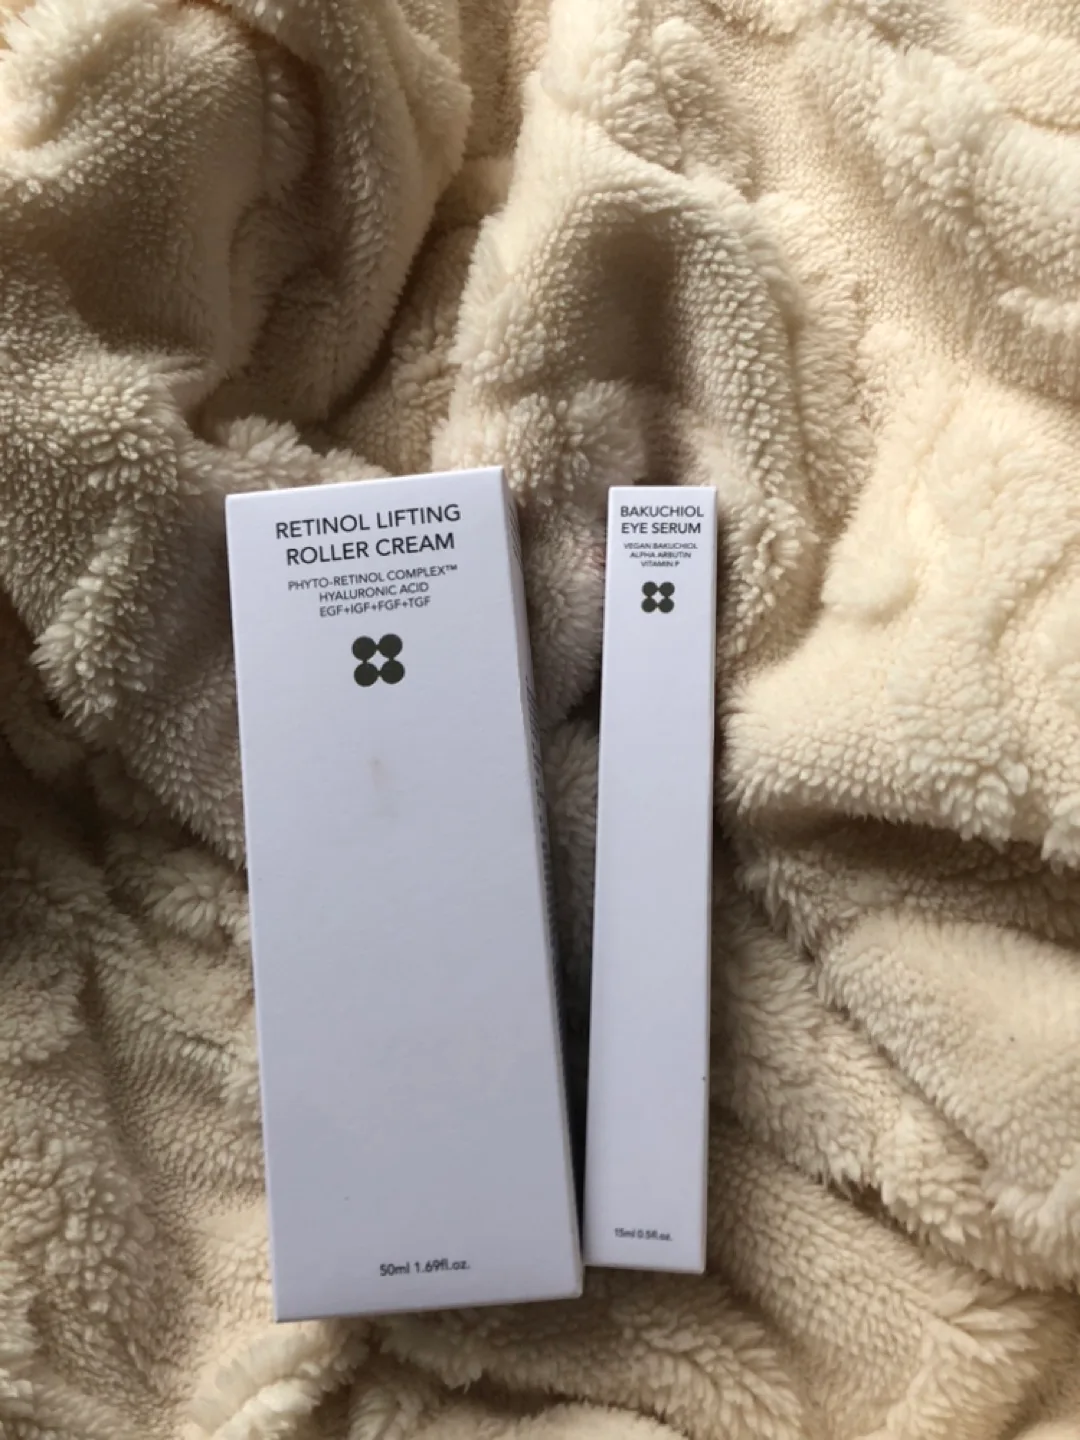 RETINOL LIFTING
ROLLER CREAM
PHYTO-RETINOL COMPLEX™
HYALURONIC ACID
EGF+IGF+FGF+TGF
50ml 1.69fl.oz.
BAKUCHIOL
EYE SERUM
VEGAN BAKUCHIOL
ALPHA ARBUTIN
VITAMIN P
15ml 0.5fl.oz.